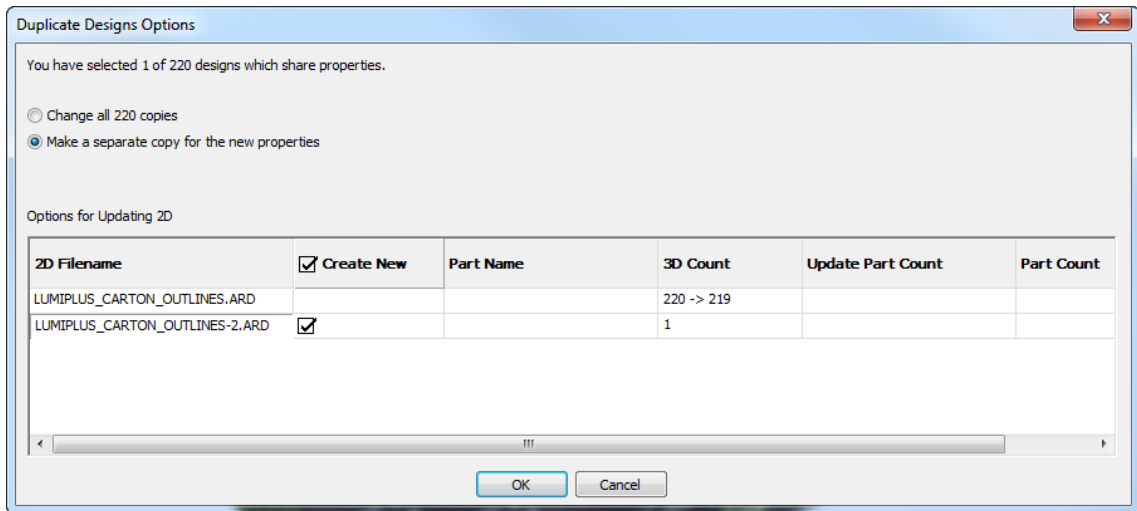 Duplicate Designs Options
You have selected 1 of 220 designs which share properties.
Change all 220 copies
Make a separate copy for the new properties
Options for Updating 2D
2D Filename Create New Part Name 3D Count Update Part Count Part Count
LUMIPLUS_CARTON_OUTLINES.ARD 220 -> 219
LUMIPLUS_CARTON_OUTLINES-2.ARD 1
OK Cancel